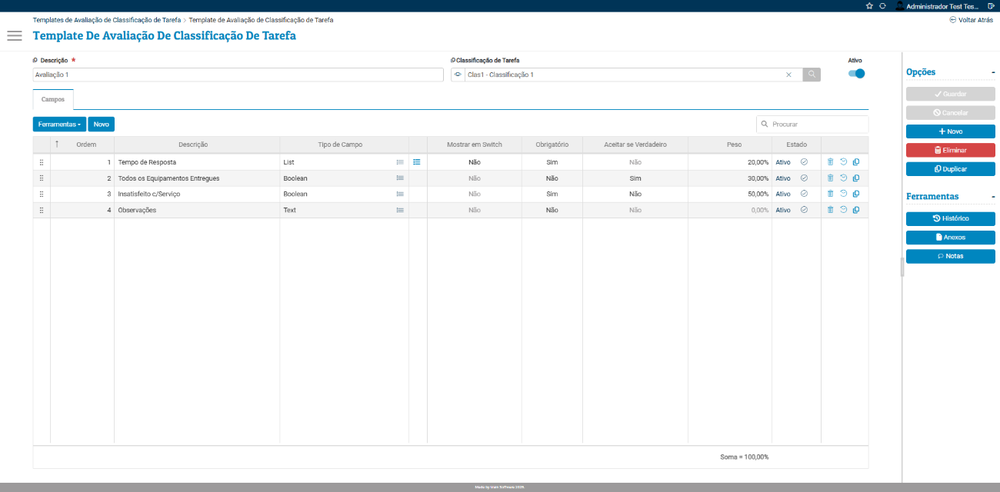 Administrador Test Tes...
Templates de Avaliação de Classificação de Tarefa > Template de Avaliação de Classificação de Tarefa
Voltar Atrás
Template De Avaliação De Classificação De Tarefa
Descrição * Classificação de Tarefa Ativo
Avaliação 1 Clas1 - Classificação 1
Campos
Ferramentas Novo Procurar
Ordem Descrição Tipo de Campo Mostrar em Switch Obrigatório Aceitar se Verdadeiro Peso Estado
1 Tempo de Resposta List Não Sim Não 20,00% Ativo
2 Todos os Equipamentos Entregues Boolean Não Não Sim 30,00% Ativo
3 Insatisfeito c/Serviço Boolean Não Sim Não 50,00% Ativo
4 Observações Text Não Não Não 0,00% Ativo
Soma = 100,00%
Opções -
Guardar
Cancelar
Novo
Eliminar
Duplicar
Ferramentas -
Histórico
Anexos
Notas